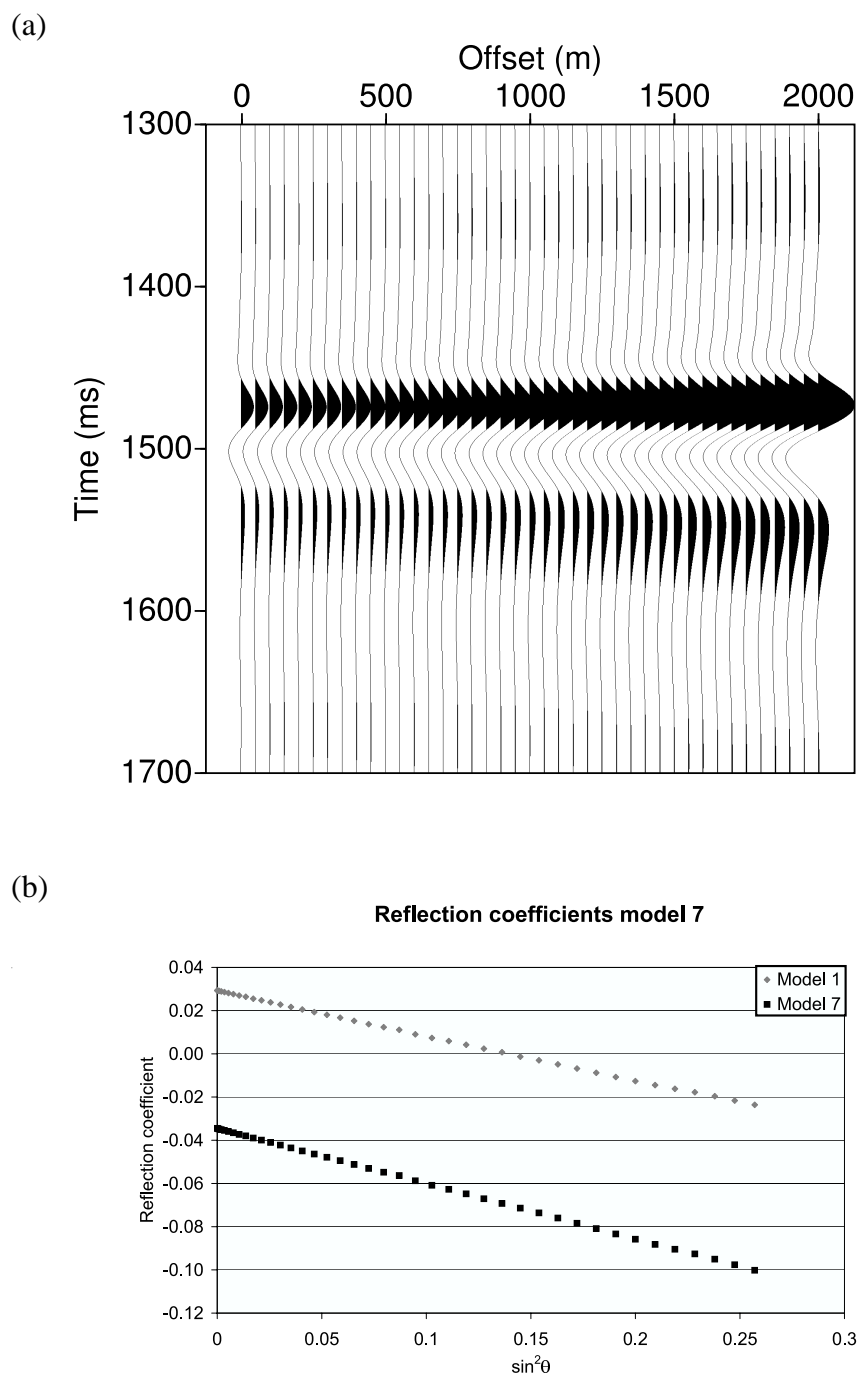 (a)
Offset (m)
0 500 1000 1500 2000
1300
1400
1500
1600
1700
Time (ms)
(b)
Reflection coefficients model 7
0.04
0.02
0.00
-0.02
-0.04
-0.06
-0.08
-0.10
-0.12
Reflection coefficient
Model 1
Model 7
0 0.05 0.1 0.15 0.2 0.25 0.3
sin²θ